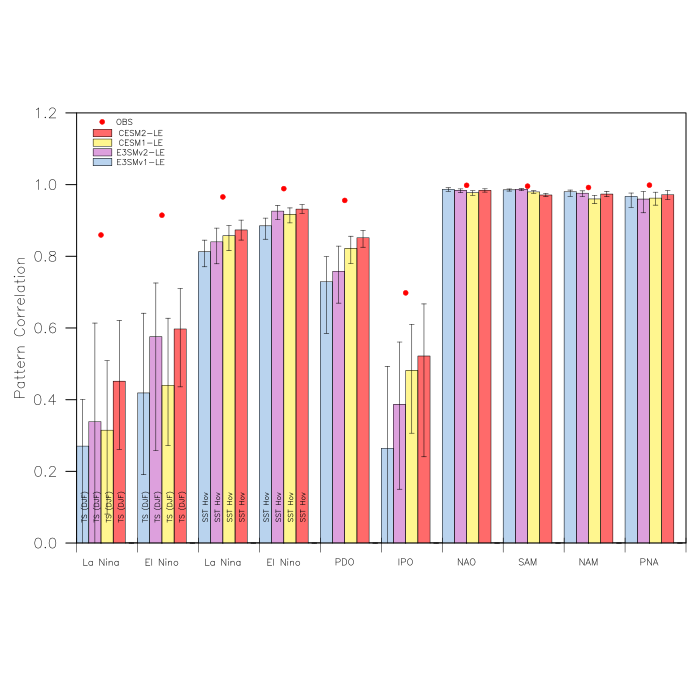 1.2
OBS
CESM2-LE
CESM1-LE
E3SMv2-LE
E3SMv1-LE
1.0
0.8
0.6
0.4
0.2
0.0
Pattern Correlation
TS (DJF) TS (DJF) TS (DJF) TS (DJF)
TS (DJF) TS (DJF) TS (DJF) TS (DJF)
SST Hov SST Hov SST Hov SST Hov
SST Hov SST Hov SST Hov SST Hov
La Nina El Nino La Nina El Nino PDO IPO NAO SAM NAM PNA